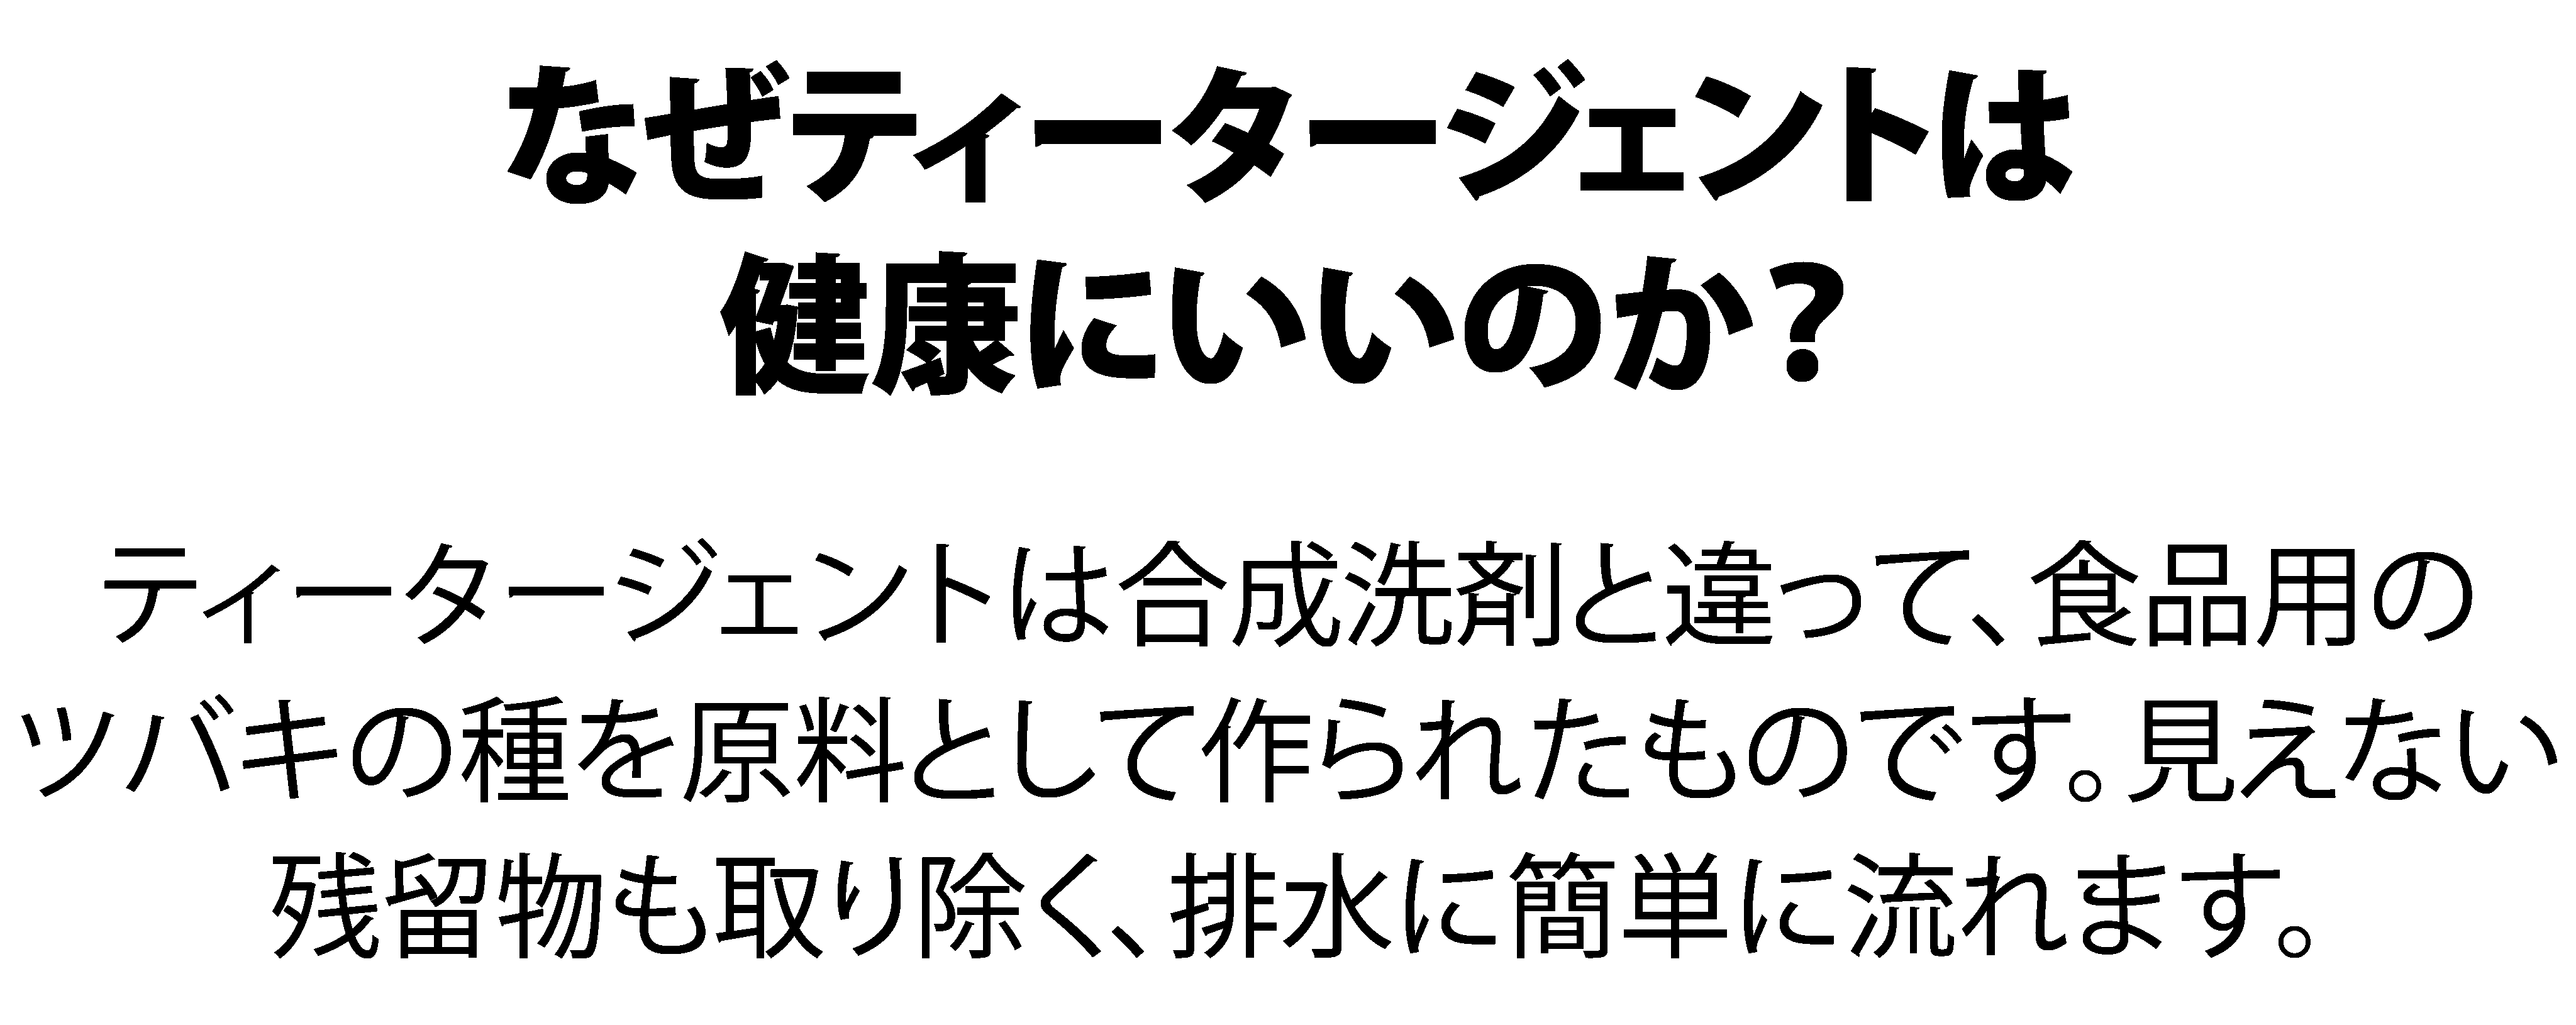 なぜティータージェントは
健康にいいのか？
ティータージェントは合成洗剤と違って、食品用の
ツバキの種を原料として作られたものです。見えない
残留物も取り除く、排水に簡単に流れます。